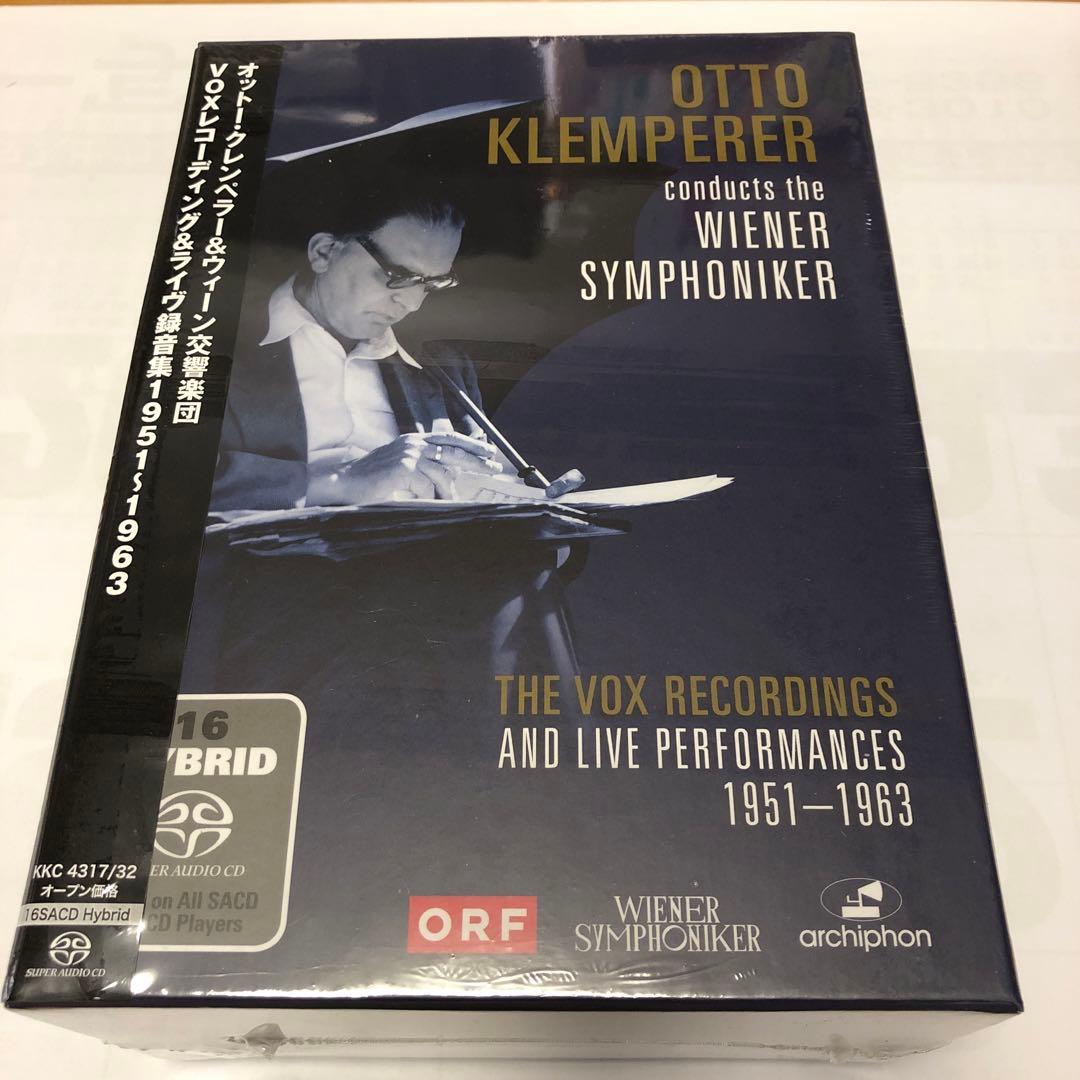 オットー・クレンペラー&ウィーン交響楽団
VOXレコーディング&ライヴ録音集1951~1963
OTTO
KLEMPERER
conducts the
WIENER
SYMPHONIKER
THE VOX RECORDINGS
AND LIVE PERFORMANCES
1951–1963
16
YBRID
ER AUDIO CD
on All SACD
CD Players
KKC 4317/32
オープン価格
16SACD Hybrid
SUPER AUDIO CD
ORF
WIENER
SYMPHONIKER
archiphon